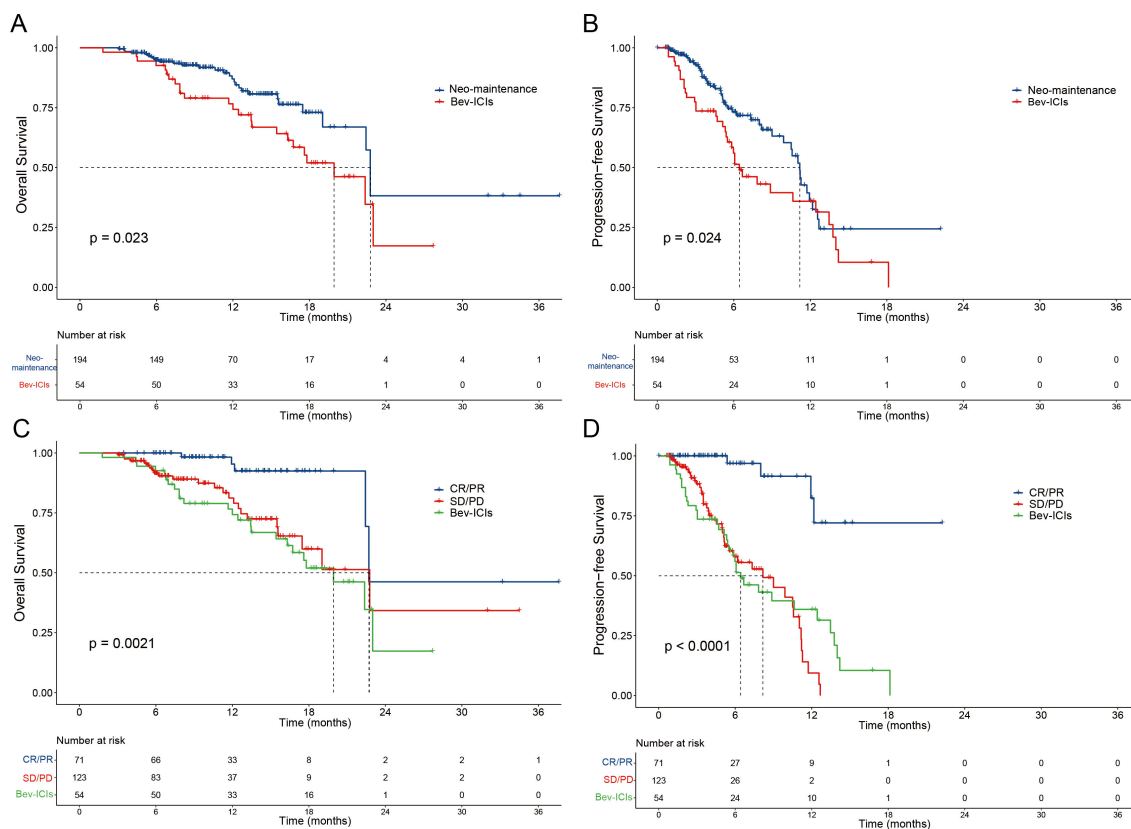 A
Overall Survival
1.00
0.75
0.50
0.25
0.00
Neo-maintenance
Bev-ICIs
p = 0.023
0 6 12 18 24 30 36
Time (months)
Number at risk
Neo-
maintenance 194 149 70 17 4 4 1
Bev-ICIs 54 50 33 16 1 0 0
0 6 12 18 24 30 36
Time (months)
B
Progression-free Survival
1.00
0.75
0.50
0.25
0.00
Neo-maintenance
Bev-ICIs
p = 0.024
0 6 12 18 24 30 36
Time (months)
Number at risk
Neo-
maintenance 194 53 11 1 0 0 0
Bev-ICIs 54 24 10 1 0 0 0
0 6 12 18 24 30 36
Time (months)
C
Overall Survival
1.00
0.75
0.50
0.25
0.00
CR/PR
SD/PD
Bev-ICIs
p = 0.0021
0 6 12 18 24 30 36
Time (months)
Number at risk
CR/PR 71 66 33 8 2 2 1
SD/PD 123 83 37 9 2 2 0
Bev-ICIs 54 50 33 16 1 0 0
0 6 12 18 24 30 36
Time (months)
D
Progression-free Survival
1.00
0.75
0.50
0.25
0.00
CR/PR
SD/PD
Bev-ICIs
p < 0.0001
0 6 12 18 24 30 36
Time (months)
Number at risk
CR/PR 71 27 9 1 0 0 0
SD/PD 123 26 2 0 0 0 0
Bev-ICIs 54 24 10 1 0 0 0
0 6 12 18 24 30 36
Time (months)